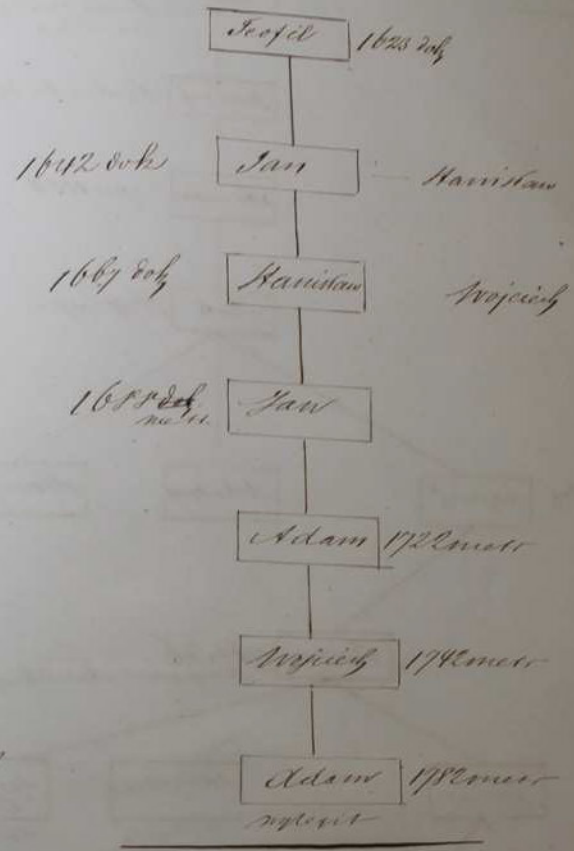 Teofil 1623 dok
1642 dok Jan Stanisław
1667 dok Stanisław Wojciech
1688 dok Jan
metr.
Adam 1722 metr
Wojciech 1742 metr
Adam 1782 metr
wylegit